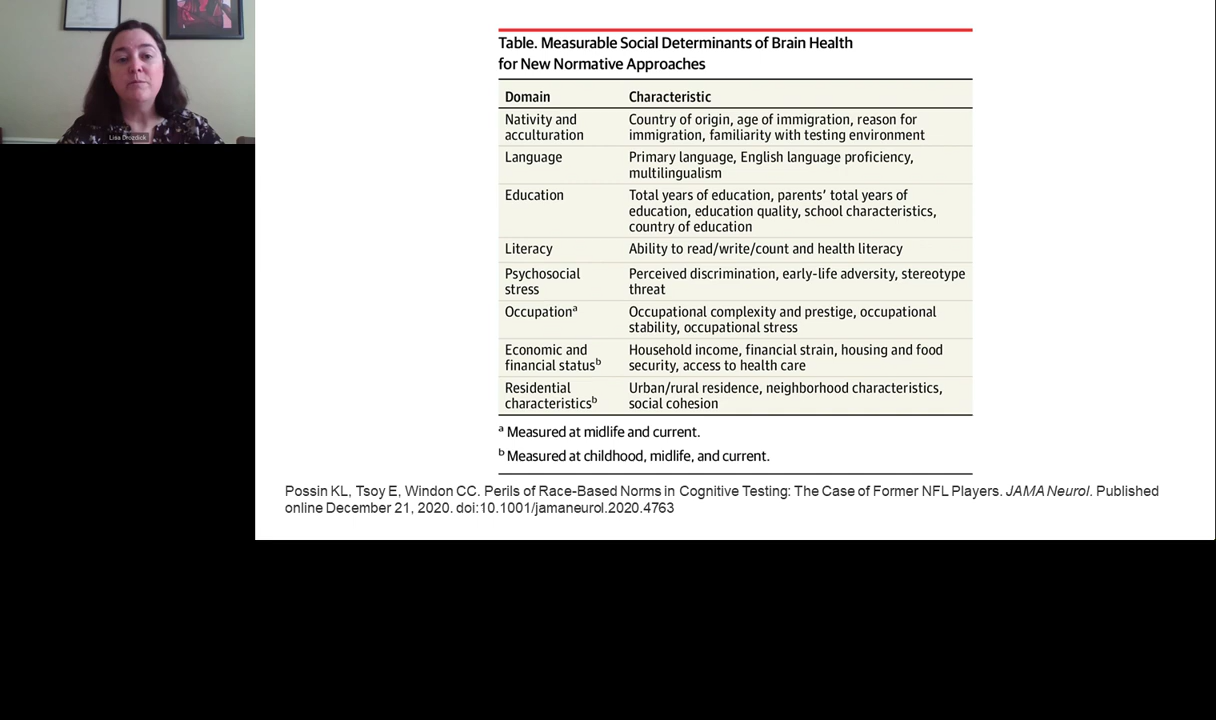 Lisa Drozdick
Table. Measurable Social Determinants of Brain Health
for New Normative Approaches
Domain Characteristic
Nativity and acculturation Country of origin, age of immigration, reason for
immigration, familiarity with testing environment
Language Primary language, English language proficiency,
multilingualism
Education Total years of education, parents’ total years of
education, education quality, school characteristics,
country of education
Literacy Ability to read/write/count and health literacy
Psychosocial stress Perceived discrimination, early-life adversity, stereotype
threat
Occupationᵃ Occupational complexity and prestige, occupational
stability, occupational stress
Economic and financial statusᵇ Household income, financial strain, housing and food
security, access to health care
Residential characteristicsᵇ Urban/rural residence, neighborhood characteristics,
social cohesion
ᵃ Measured at midlife and current.
ᵇ Measured at childhood, midlife, and current.
Possin KL, Tsoy E, Windon CC. Perils of Race-Based Norms in Cognitive Testing: The Case of Former NFL Players. JAMA Neurol. Published
online December 21, 2020. doi:10.1001/jamaneurol.2020.4763